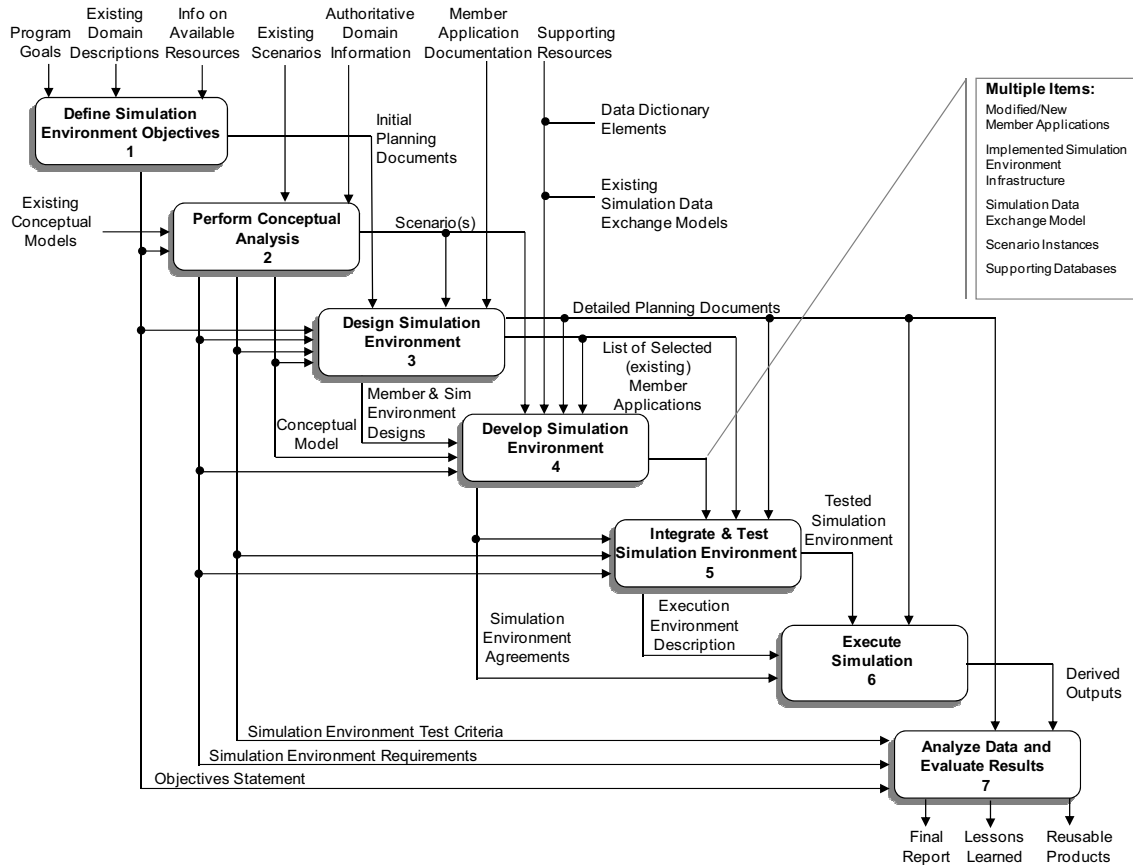 Program
Goals
Existing
Domain
Descriptions
Info on
Available
Resources
Existing
Scenarios
Authoritative
Domain
Information
Member
Application
Documentation
Supporting
Resources
Define Simulation
Environment Objectives
1
Initial
Planning
Documents
Data Dictionary
Elements
Existing
Simulation Data
Exchange Models
Multiple Items:
Modified/New
Member Applications
Implemented Simulation
Environment
Infrastructure
Simulation Data
Exchange Model
Scenario Instances
Supporting Databases
Existing
Conceptual
Models
Perform Conceptual
Analysis
2
Scenario(s)
Design Simulation
Environment
3
Detailed Planning Documents
List of Selected
(existing)
Member
Applications
Member & Sim
Environment
Designs
Conceptual
Model
Develop Simulation
Environment
4
Integrate & Test
Simulation Environment
5
Tested
Simulation
Environment
Simulation
Environment
Agreements
Execution
Environment
Description
Execute
Simulation
6
Derived
Outputs
Simulation Environment Test Criteria
Simulation Environment Requirements
Objectives Statement
Analyze Data and
Evaluate Results
7
Final
Report
Lessons
Learned
Reusable
Products